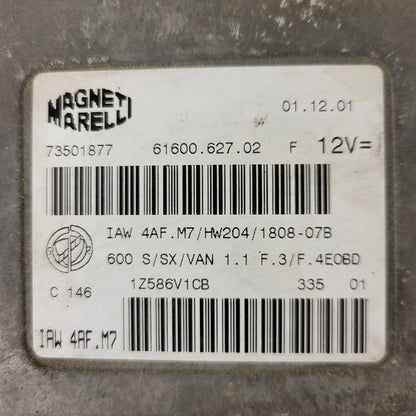 MAGNETI
MARELLI
01.12.01
73501877 61600.627.02 F 12V=
IAW 4AF.M7/HW204/1808-07B
600 S/SX/VAN 1.1 F.3/F.4EOBD
C 146 1Z586V1CB 335 01
IAW 4AF.M7